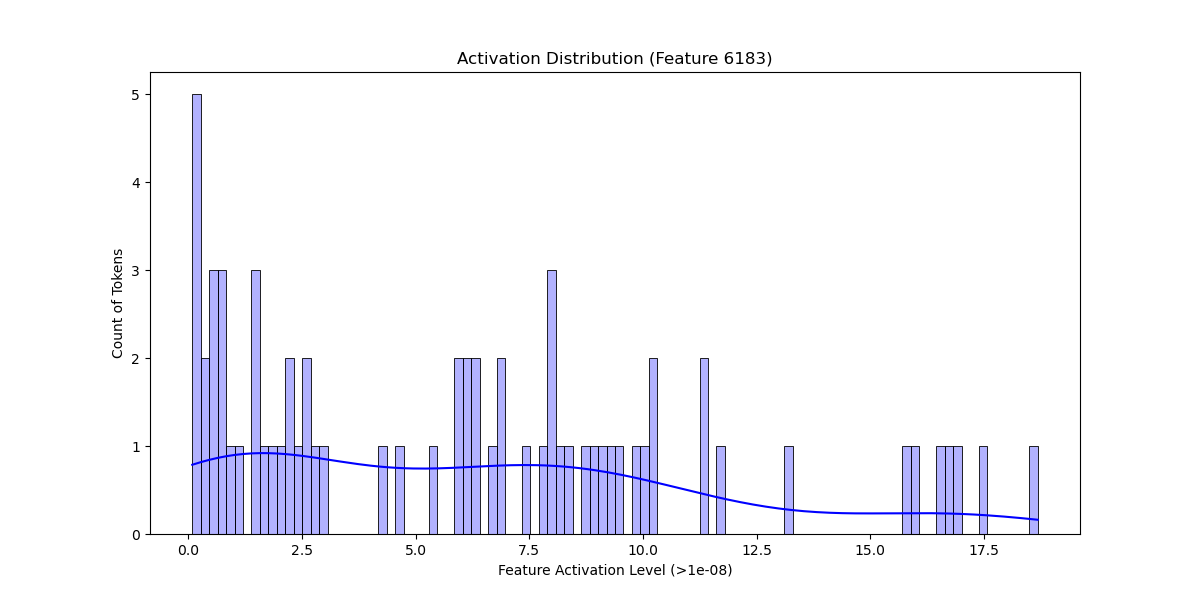 Activation Distribution (Feature 6183)
5
4
3
2
1
0
Count of Tokens
0.0 2.5 5.0 7.5 10.0 12.5 15.0 17.5
Feature Activation Level (>1e-08)